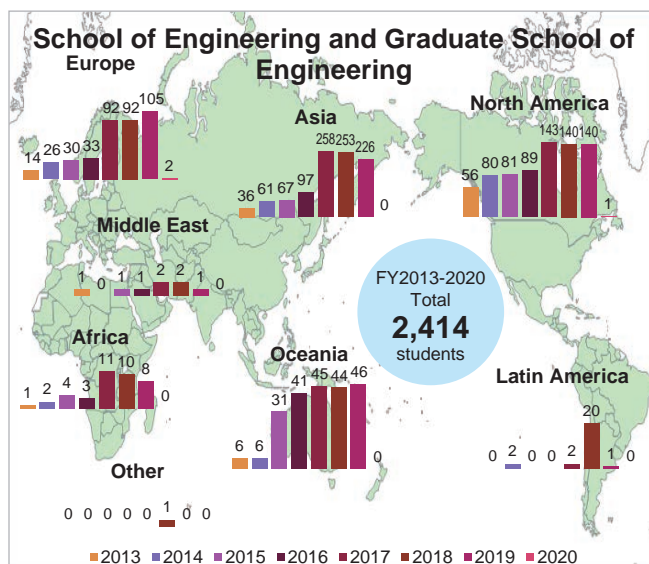 School of Engineering and Graduate School of
Engineering
Europe
14 26 30 33 92 92 105 2
Asia
36 61 67 97 258 253 226 0
North America
56 80 81 89 143 140 140 1
Middle East
1 0 1 1 2 2 1 0
FY2013-2020
Total
2,414
students
Africa
1 2 4 3 11 10 8 0
Oceania
6 6 31 41 45 44 46 0
Latin America
0 2 0 0 2 20 1 0
Other
0 0 0 0 0 1 0 0
2013 2014 2015 2016 2017 2018 2019 2020